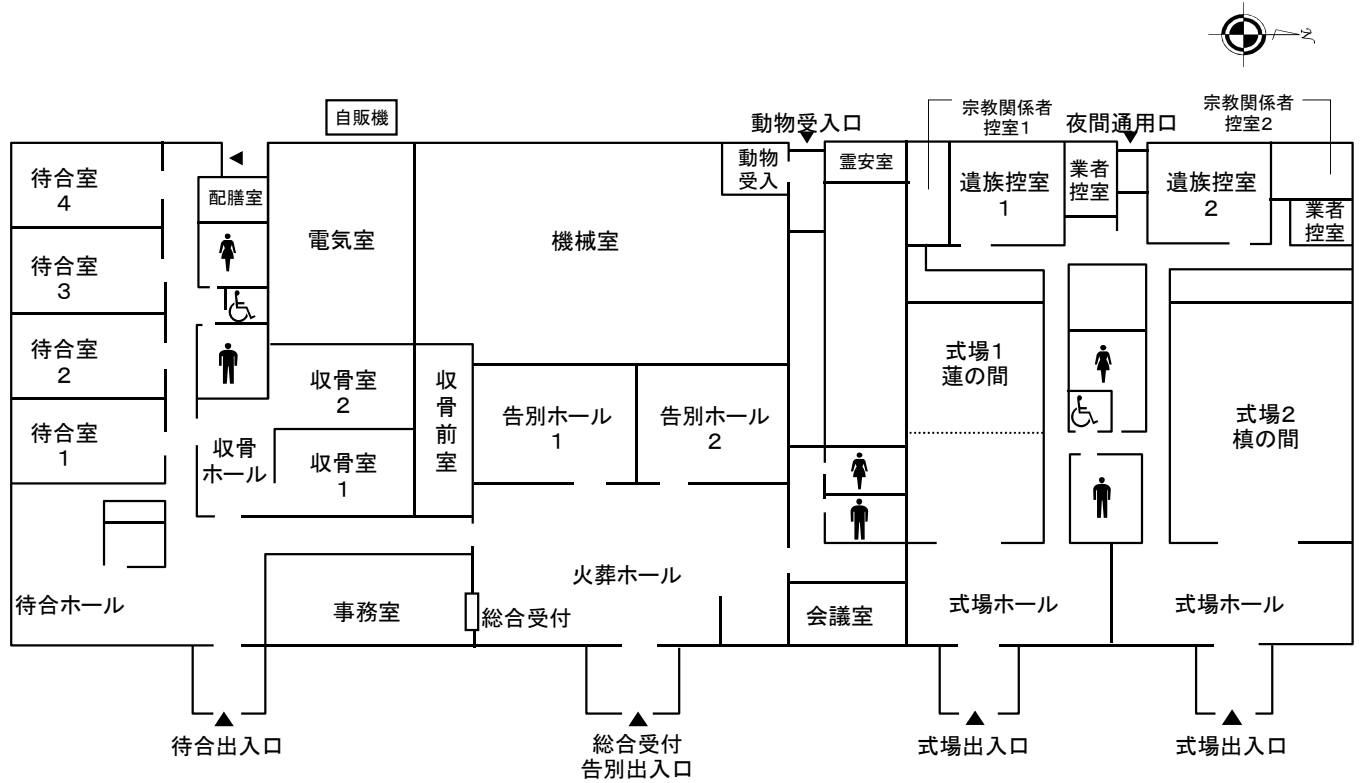 N
自販機
動物受入口
宗教関係者
控室1
夜間通用口
宗教関係者
控室2
待合室
4
配膳室
電気室
機械室
動物
受入
霊安室
遺族控室
1
業者
控室
遺族控室
2
業者
控室
待合室
3
待合室
2
待合室
1
収骨
ホール
収骨室
2
収骨室
1
収骨前室
告別ホール
1
告別ホール
2
式場1
蓮の間
式場2
槙の間
待合ホール
事務室
総合受付
火葬ホール
会議室
式場ホール
式場ホール
待合出入口
総合受付
告別出入口
式場出入口
式場出入口